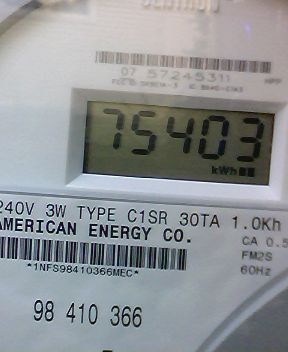 07 57245311
75403
kWh
240V 3W TYPE C1SR 30TA 1.0Kh
AMERICAN ENERGY CO.
CA 0.5
FM2S
60Hz
*1NFS98410366MEC*
98 410 366